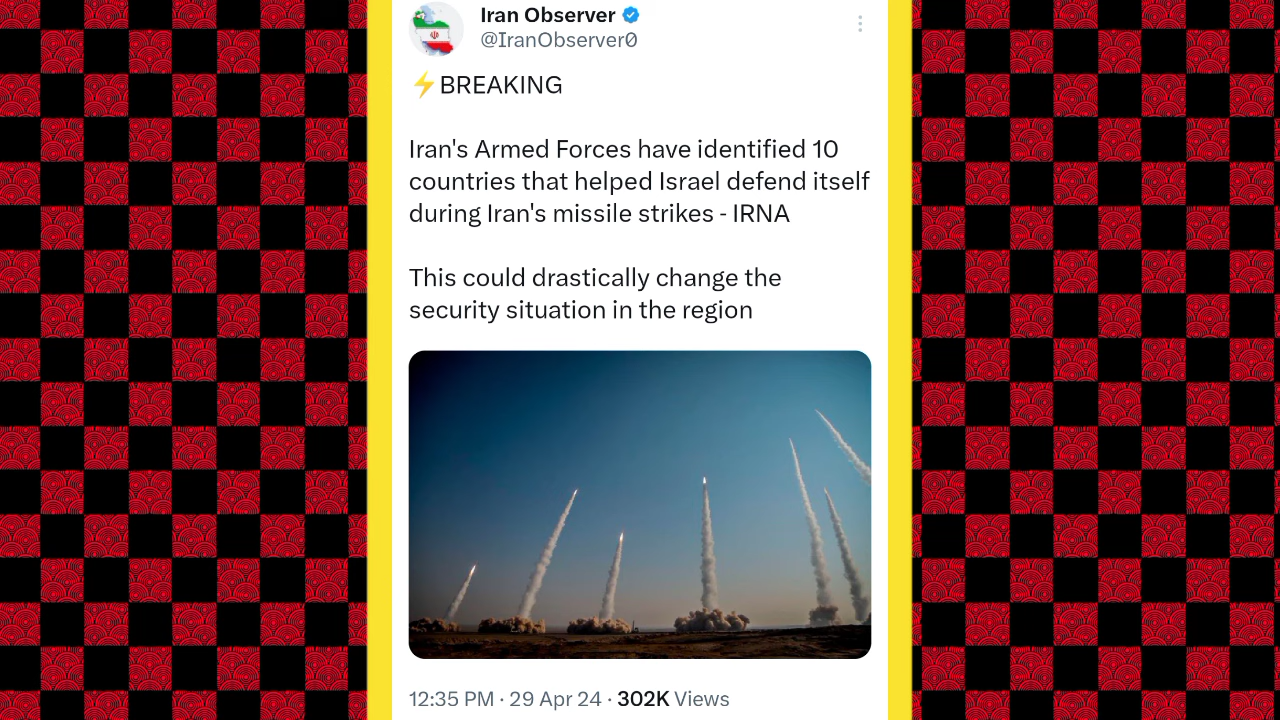 Iran Observer
@IranObserver0
⚡BREAKING
Iran's Armed Forces have identified 10
countries that helped Israel defend itself
during Iran's missile strikes - IRNA
This could drastically change the
security situation in the region
12:35 PM · 29 Apr 24 · 302K Views